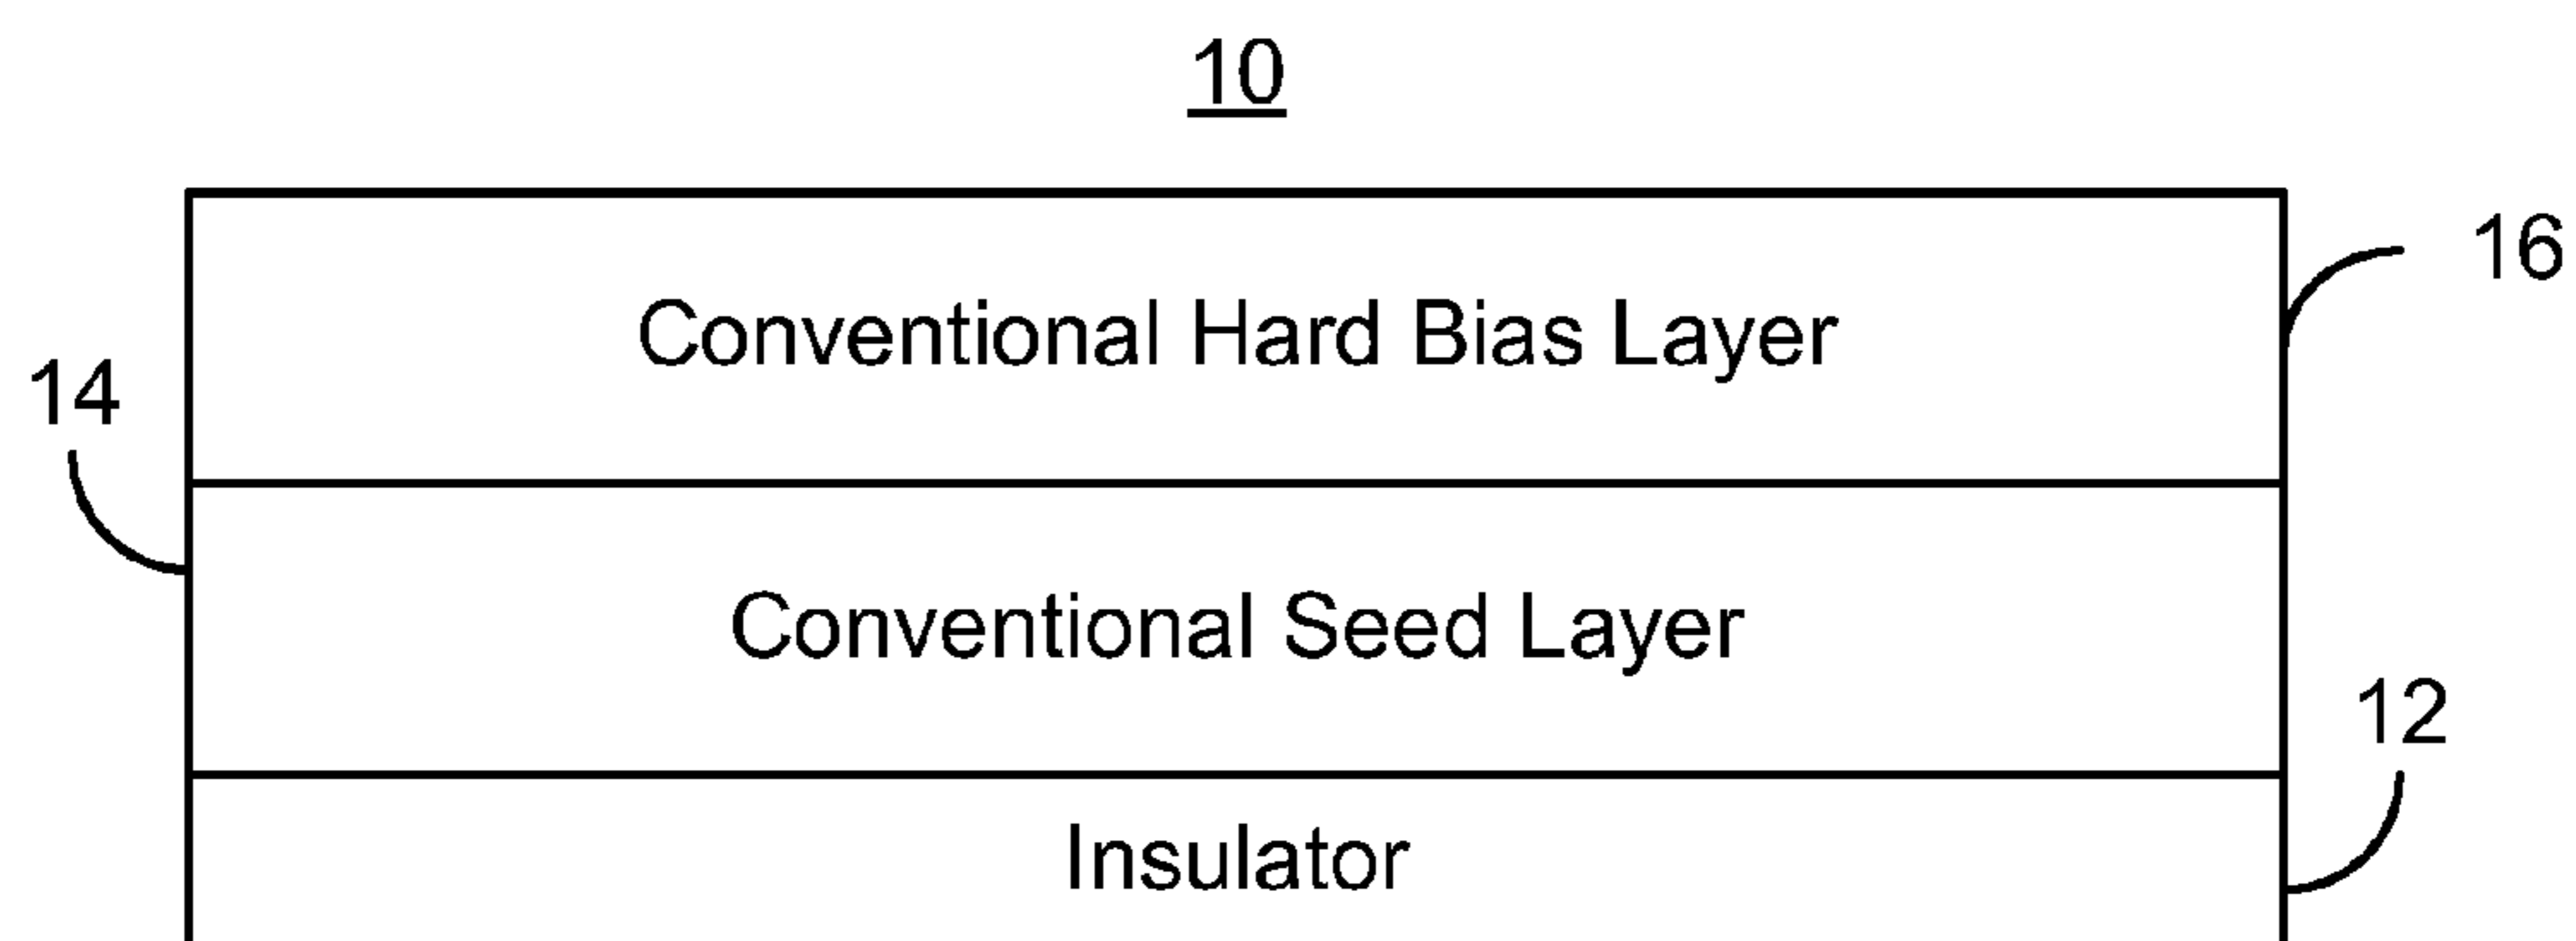 10
16
Conventional Hard Bias Layer
14
Conventional Seed Layer
12
Insulator